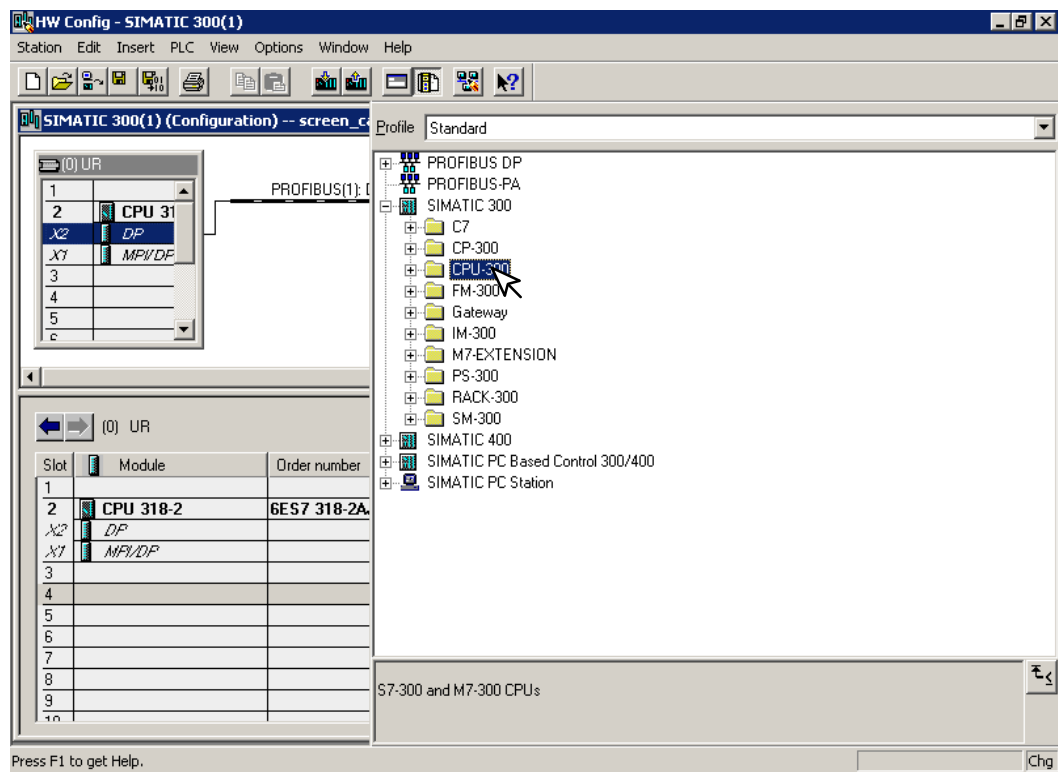 HW Config - SIMATIC 300(1)
Station Edit Insert PLC View Options Window Help
SIMATIC 300(1) (Configuration) -- screen_c
(0) UR
1
2 CPU 31
X2 DP
X1 MPI/DP
3
4
5
PROFIBUS(1):
Profile Standard
PROFIBUS DP
PROFIBUS-PA
SIMATIC 300
C7
CP-300
CPU-300
FM-300
Gateway
IM-300
M7-EXTENSION
PS-300
RACK-300
SM-300
SIMATIC 400
SIMATIC PC Based Control 300/400
SIMATIC PC Station
(0) UR
Slot Module Order number
1
2 CPU 318-2 6ES7 318-2A
X2 DP
X1 MPI/DP
3
4
5
6
7
8
9
10
S7-300 and M7-300 CPUs
Press F1 to get Help.
Chg